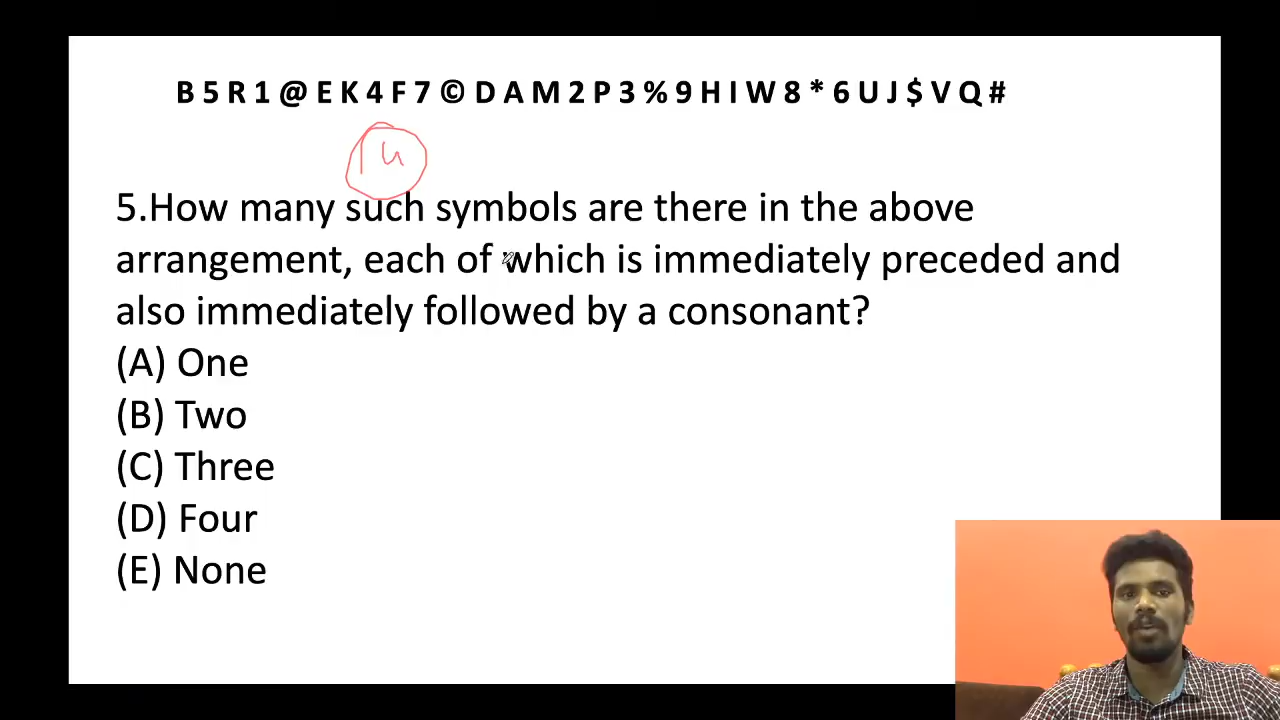 B 5 R 1 @ E K 4 F 7 © D A M 2 P 3 % 9 H I W 8 * 6 U J $ V Q #
14
5.How many such symbols are there in the above
arrangement, each of which is immediately preceded and
also immediately followed by a consonant?
(A) One
(B) Two
(C) Three
(D) Four
(E) None